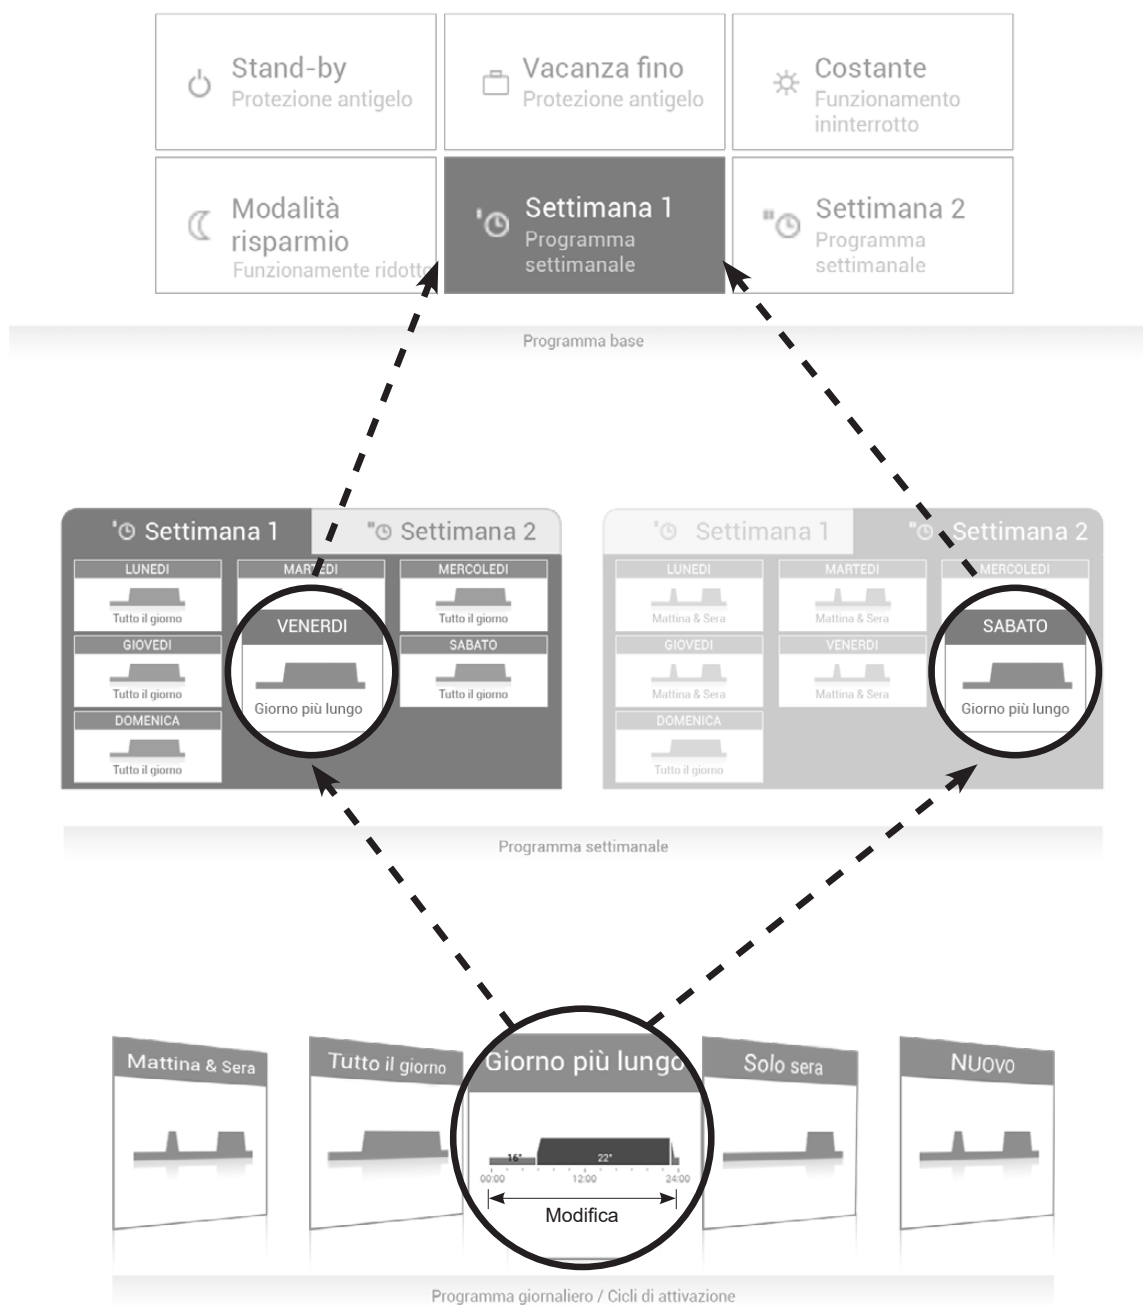 Stand-by
Protezione antigelo
Vacanza fino
Protezione antigelo
Costante
Funzionamento
ininterrotto
Modalità
risparmio
Funzionamente ridotto
Settimana 1
Programma
settimanale
Settimana 2
Programma
settimanale
Programma base
Settimana 1
Settimana 2
LUNEDI
Tutto il giorno
MARTEDI
MERCOLEDI
Tutto il giorno
GIOVEDI
Tutto il giorno
VENERDI
Giorno più lungo
SABATO
Tutto il giorno
DOMENICA
Tutto il giorno
Settimana 1
Settimana 2
LUNEDI
Mattina & Sera
MARTEDI
Mattina & Sera
MERCOLEDI
GIOVEDI
Mattina & Sera
VENERDI
Mattina & Sera
SABATO
Giorno più lungo
DOMENICA
Tutto il giorno
Programma settimanale
Mattina & Sera
Tutto il giorno
Giorno più lungo
16°
22°
00:00
12:00
24:00
Modifica
Solo sera
NUOVO
Programma giornaliero / Cicli di attivazione